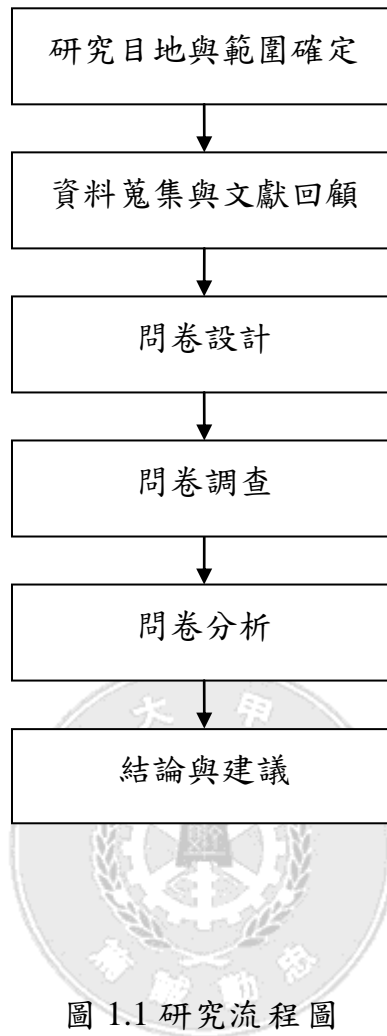 研究目地與範圍確定
資料蒐集與文獻回顧
問卷設計
問卷調查
問卷分析
結論與建議
大甲
圖 1.1 研究流程圖